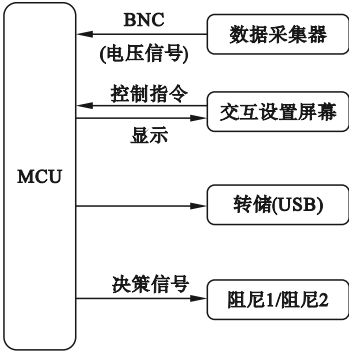 BNC
数据采集器
(电压信号)
控制指令
交互设置屏幕
显示
MCU
转储(USB)
决策信号
阻尼1/阻尼2